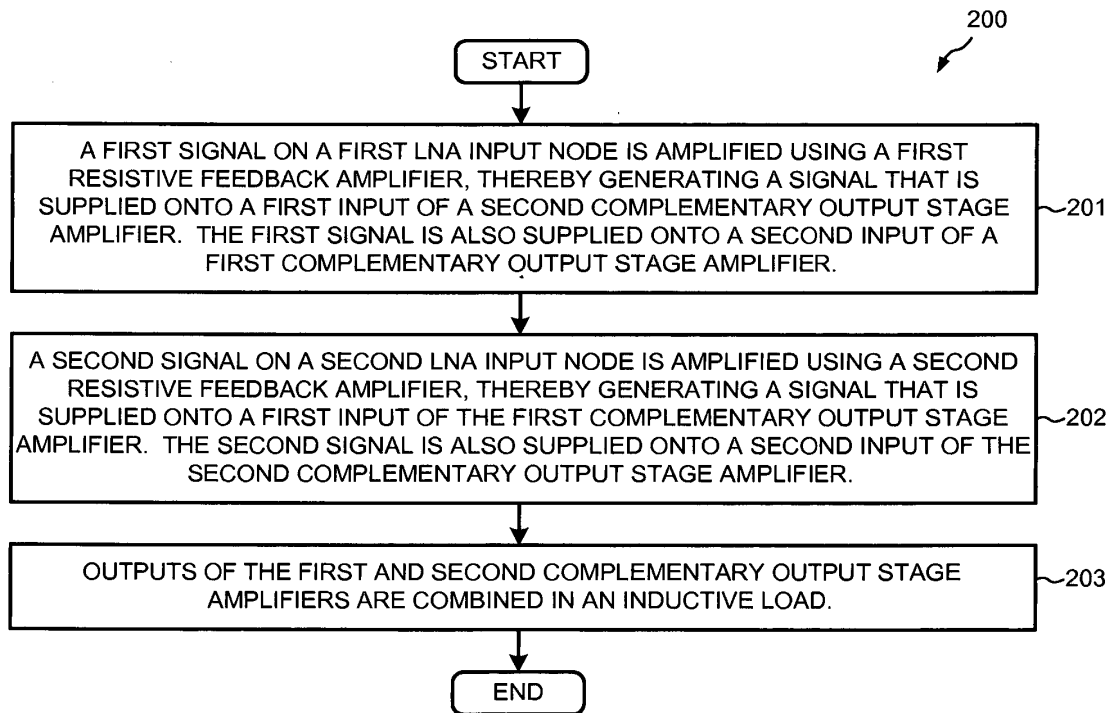 200
START
A FIRST SIGNAL ON A FIRST LNA INPUT NODE IS AMPLIFIED USING A FIRST
RESISTIVE FEEDBACK AMPLIFIER, THEREBY GENERATING A SIGNAL THAT IS
SUPPLIED ONTO A FIRST INPUT OF A SECOND COMPLEMENTARY OUTPUT STAGE
AMPLIFIER. THE FIRST SIGNAL IS ALSO SUPPLIED ONTO A SECOND INPUT OF A
FIRST COMPLEMENTARY OUTPUT STAGE AMPLIFIER.
201
A SECOND SIGNAL ON A SECOND LNA INPUT NODE IS AMPLIFIED USING A SECOND
RESISTIVE FEEDBACK AMPLIFIER, THEREBY GENERATING A SIGNAL THAT IS
SUPPLIED ONTO A FIRST INPUT OF THE FIRST COMPLEMENTARY OUTPUT STAGE
AMPLIFIER. THE SECOND SIGNAL IS ALSO SUPPLIED ONTO A SECOND INPUT OF THE
SECOND COMPLEMENTARY OUTPUT STAGE AMPLIFIER.
202
OUTPUTS OF THE FIRST AND SECOND COMPLEMENTARY OUTPUT STAGE
AMPLIFIERS ARE COMBINED IN AN INDUCTIVE LOAD.
203
END